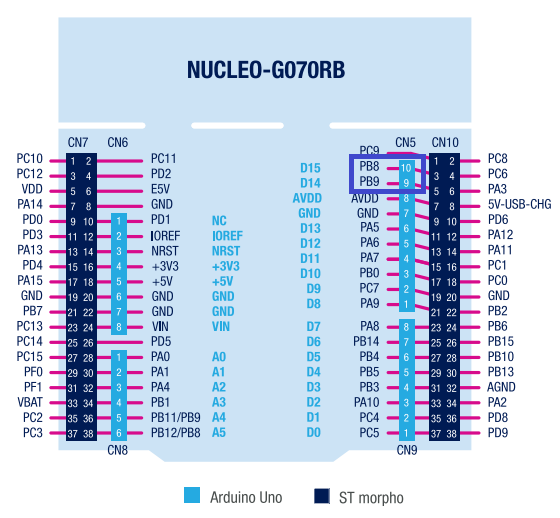 NUCLEO-G070RB
CN7 CN6 CN5 CN10
PC9
PC10 1 2 PC11 D15 PB8 10 1 2 PC8
PC12 3 4 PD2 D14 PB9 9 3 4 PC6
VDD 5 6 E5V AVDD AVDD 8 5 6 PA3
PA14 7 8 GND GND GND 7 7 8 5V-USB-CHG
PD0 9 10 1 PD1 NC D13 PA5 6 9 10 PD6
PD3 11 12 2 IOREF IOREF D12 PA6 5 11 12 PA12
PA13 13 14 3 NRST NRST D11 PA7 4 13 14 PA11
PD4 15 16 4 +3V3 +3V3 D10 PB0 3 15 16 PC1
PA15 17 18 5 +5V +5V D9 PC7 2 17 18 PC0
GND 19 20 6 GND GND D8 PA9 1 19 20 GND
PB7 21 22 7 GND GND 21 22 PB2
PC13 23 24 8 VIN VIN D7 PA8 8 23 24 PB6
PC14 25 26 PD5 D6 PB14 7 25 26 PB15
PC15 27 28 1 PA0 A0 D5 PB4 6 27 28 PB10
PF0 29 30 2 PA1 A1 D4 PB5 5 29 30 PB13
PF1 31 32 3 PA4 A2 D3 PB3 4 31 32 AGND
VBAT 33 34 4 PB1 A3 D2 PA10 3 33 34 PA2
PC2 35 36 5 PB11/PB9 A4 D1 PC4 2 35 36 PD8
PC3 37 38 6 PB12/PB8 A5 D0 PC5 1 37 38 PD9
CN8 CN9
Arduino Uno ST morpho